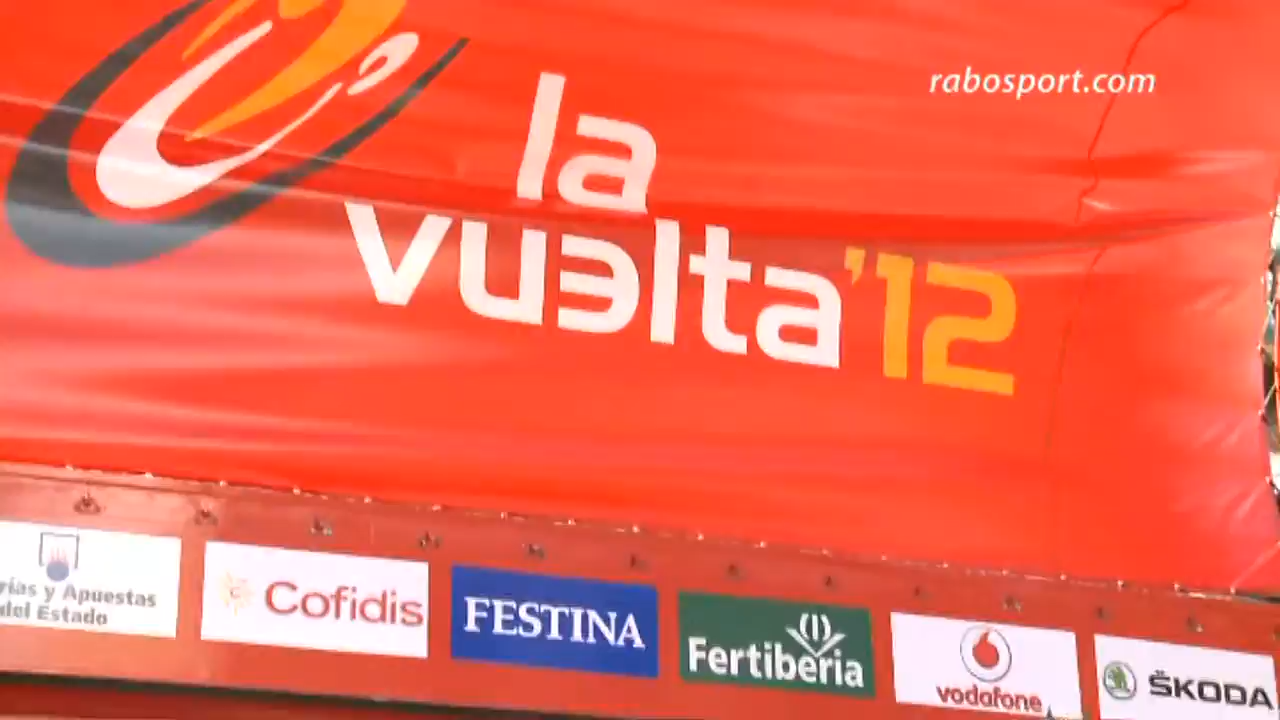 rabosport.com
la
vuelta'12
rías y Apuestas
del Estado
Cofidis
FESTINA
Fertiberia
vodafone
ŠKODA